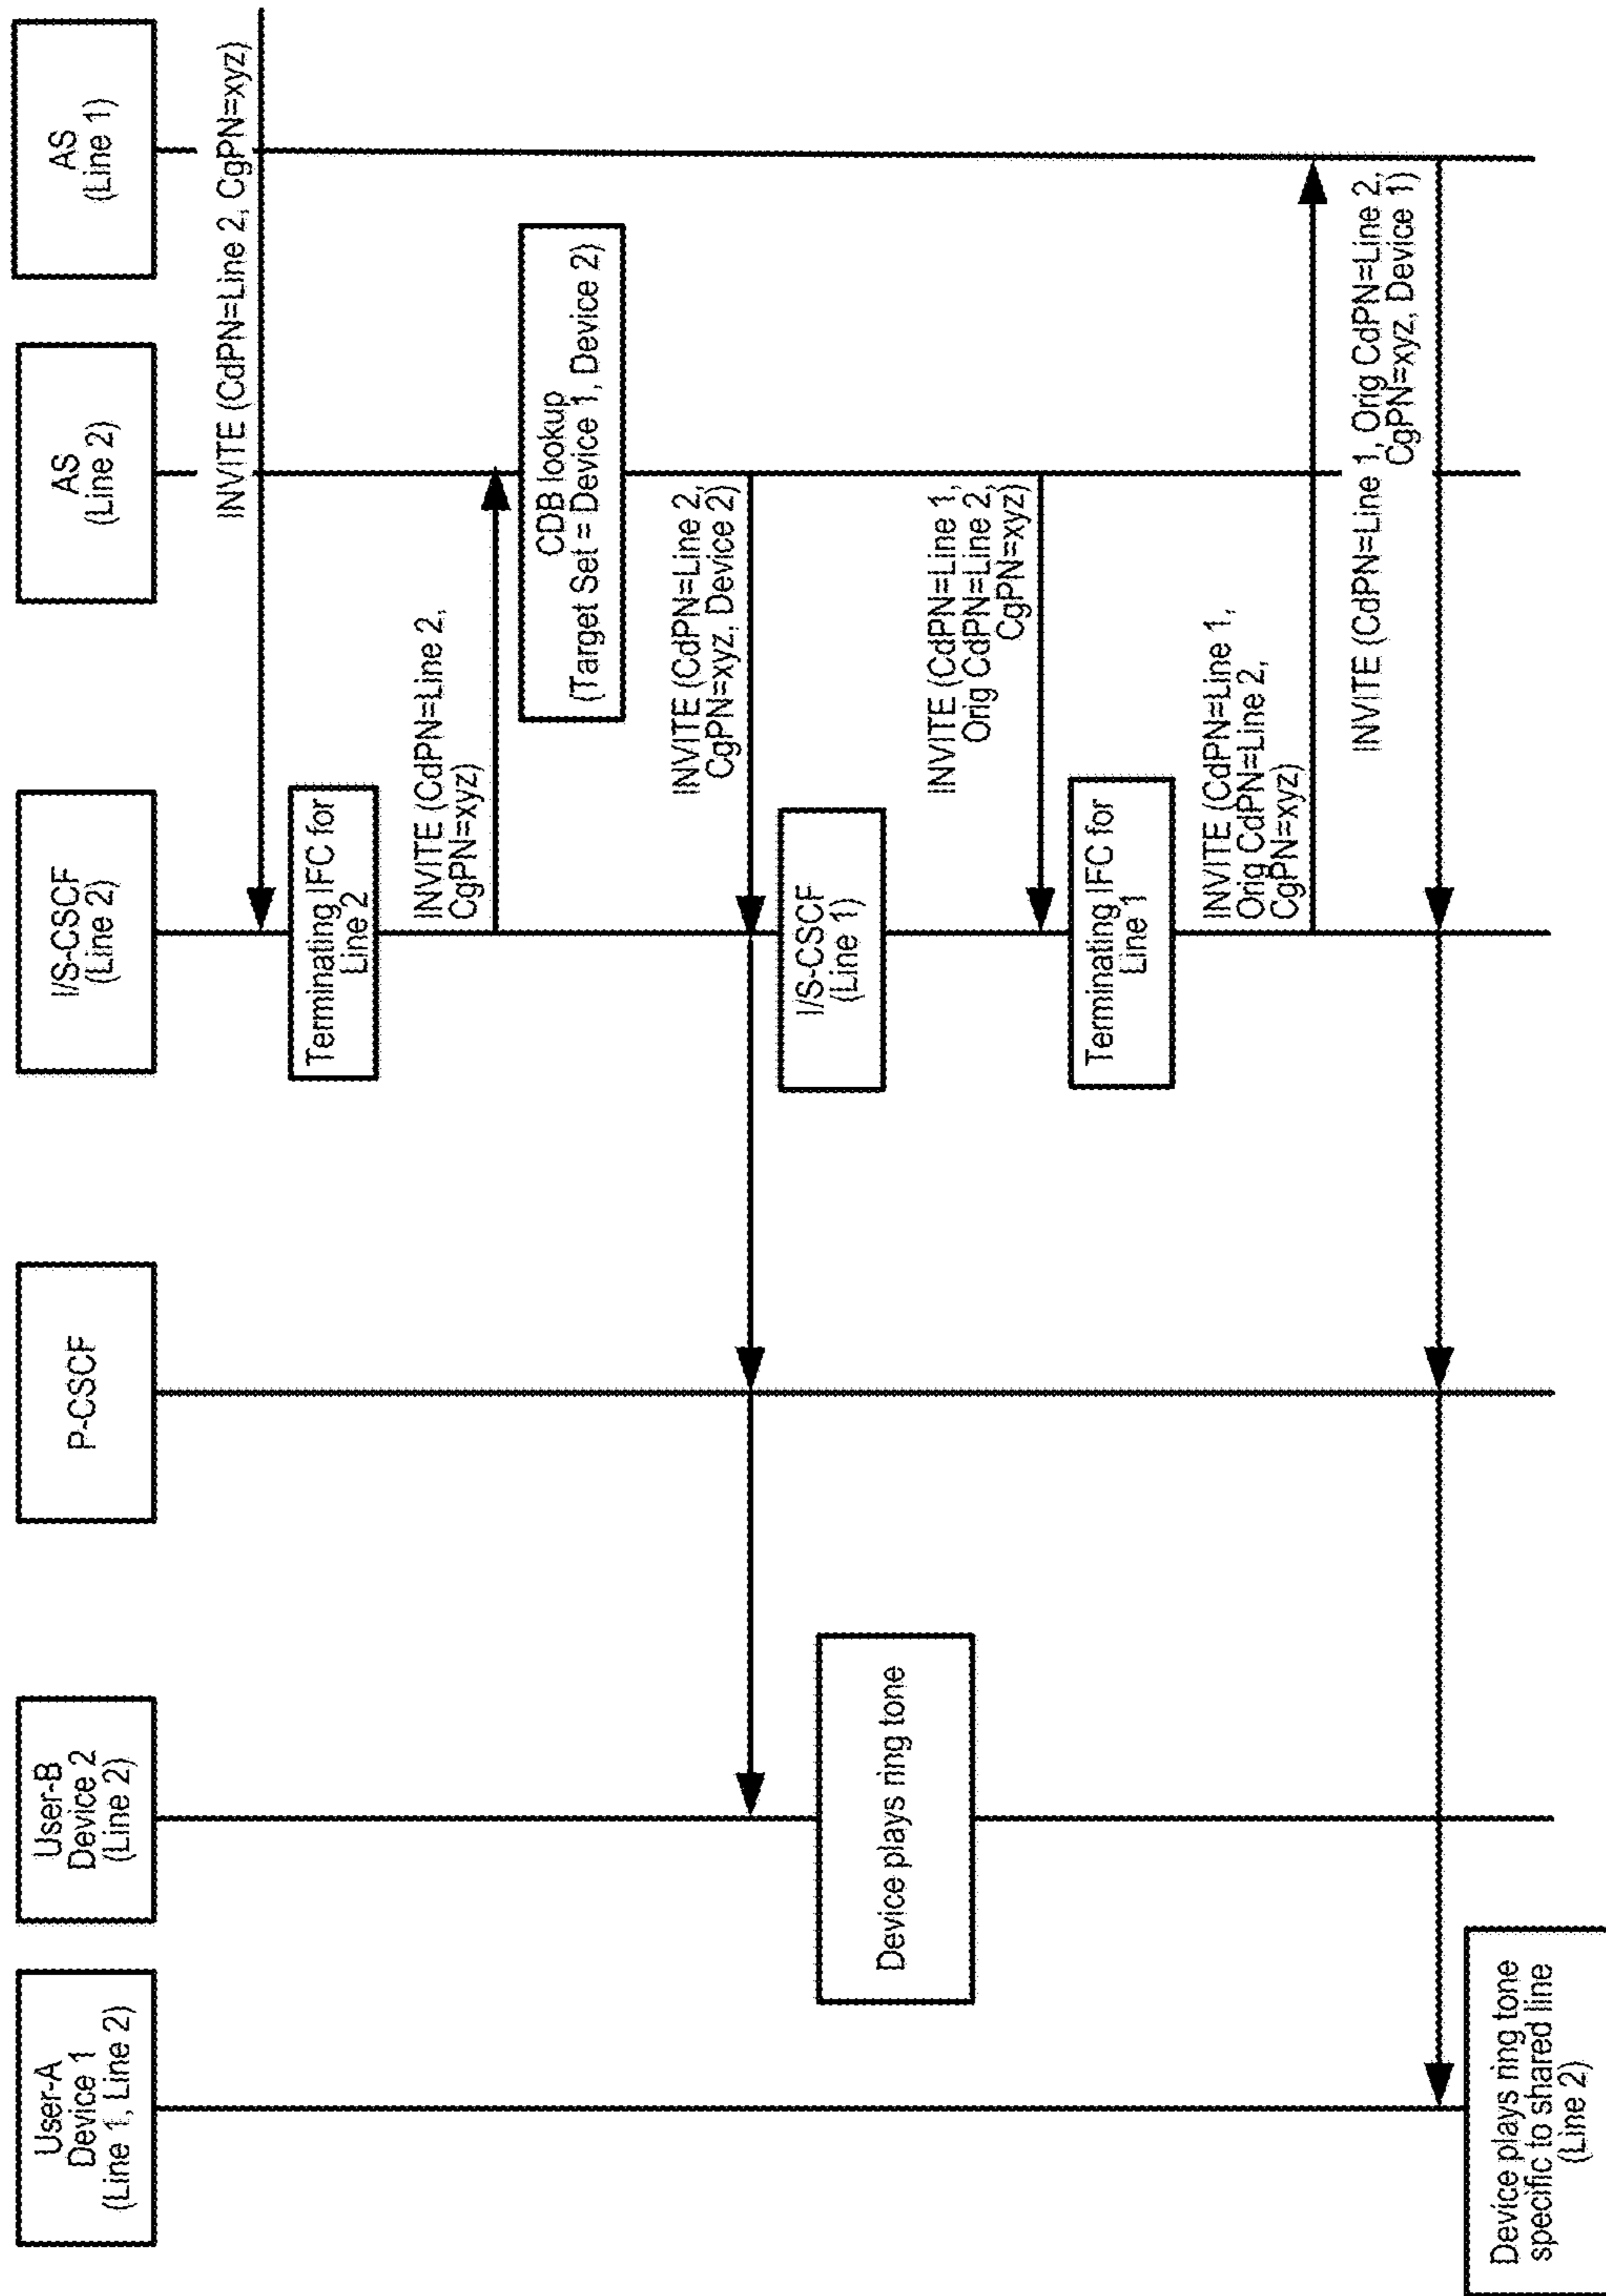 User-A
Device 1
(Line 1, Line 2)
User-B
Device 2
(Line 2)
P-CSCF
I/S-CSCF
(Line 2)
AS
(Line 2)
AS
(Line 1)
INVITE (CdPN=Line 2, CgPN=xyz)
Terminating IFC for
Line 2
INVITE (CdPN=Line 2,
CgPN=xyz)
CDB lookup
(Target Set = Device 1, Device 2)
INVITE (CdPN=Line 2,
CgPN=xyz, Device 2)
Device plays ring tone
I/S-CSCF
(Line 1)
INVITE (CdPN=Line 1,
Orig CdPN=Line 2,
CgPN=xyz)
Terminating IFC for
Line 1
INVITE (CdPN=Line 1,
Orig CdPN=Line 2,
CgPN=xyz)
INVITE (CdPN=Line 1, Orig CdPN=Line 2,
CgPN=xyz, Device 1)
Device plays ring tone
specific to shared line
(Line 2)